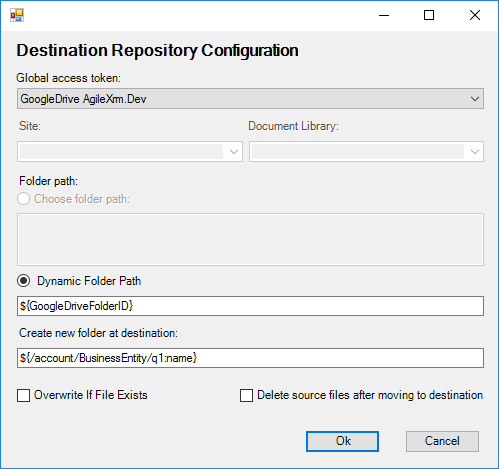 Destination Repository Configuration
Global access token:
GoogleDrive AgileXrm.Dev
Site: Document Library:
Folder path:
Choose folder path:
Dynamic Folder Path
${GoogleDriveFolderID}
Create new folder at destination:
${/account/BusinessEntity/q1:name}
Overwrite If File Exists Delete source files after moving to destination
Ok Cancel